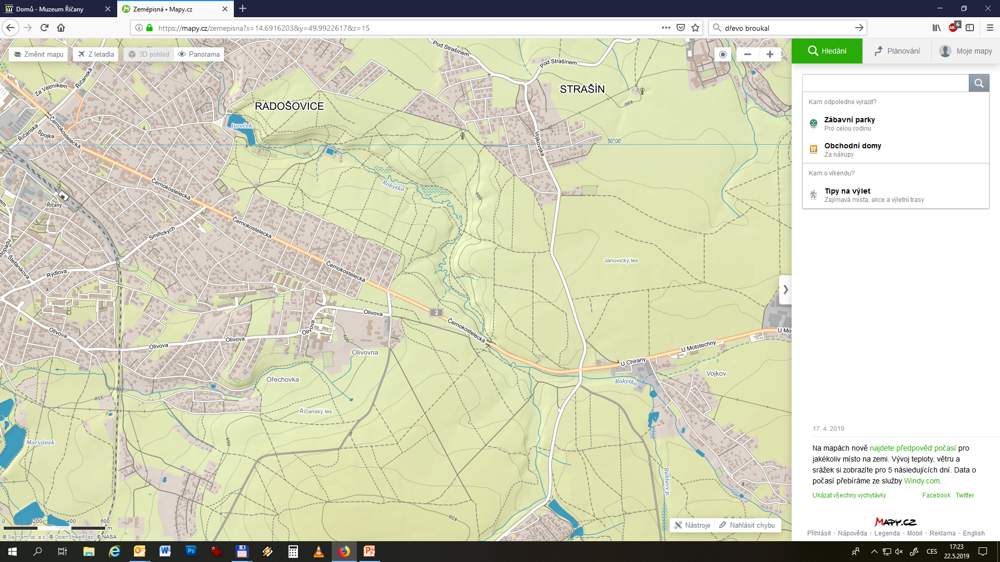 Domů - Muzeum Říčany
Zeměpisná • Mapy.cz
https://mapy.cz/zemepisna?x=14.6916203&y=49.9922617&z=15
dřevo broukal
6
Změnit mapu
Z letadla
3D pohled
Panorama
Hledání
Plánování
Moje mapy
Kam odpoledne vyrazit?
Zábavní parky
Pro celou rodinu
Obchodní domy
Za nákupy
Kam o víkendu?
Tipy na výlet
Zajímavá místa, akce a výletní trasy
Pod Strašínem
Pod Strašínem
STRAŠÍN
RADOŠOVICE
Za Větrníkem
Říčanská
Říčanská
Spojka
Černokostelecká
Jureček
400
50°00'
Vojkovská
Rokytka
400
Černokostelecká
Říčany
Smiřických
Černokostelecká
Černokostelecká
Janovický les
Štefánikova
Rýdlova
2
Olivova
Černokostelecká
Olivova
Olivova
Olivova
Olivova
400
Olivovna
U Mototechny
U Mo
U Chirany
Vojkov
Rokytka
Ořechovka
350
Říčanský les
400
Marvánek
Búhlavý p.
450
0 200 400 600 m
© Seznam.cz, a.s., © OpenStreetMap, © NASA
Nástroje
Nahlásit chybu
17. 4. 2019
Na mapách nově najdete předpověď počasí pro
jakékoliv místo na zemi. Vývoj teploty, větru a
srážek si zobrazíte pro 5 následujících dní. Data o
počasí přebíráme ze služby Windy.com.
Ukázat všechny vychytávky
Facebook Twitter
MAPY.CZ
Přihlásit • Nápověda • Legenda • Mobil • Reklama • English
CES
17:23
22.5.2019